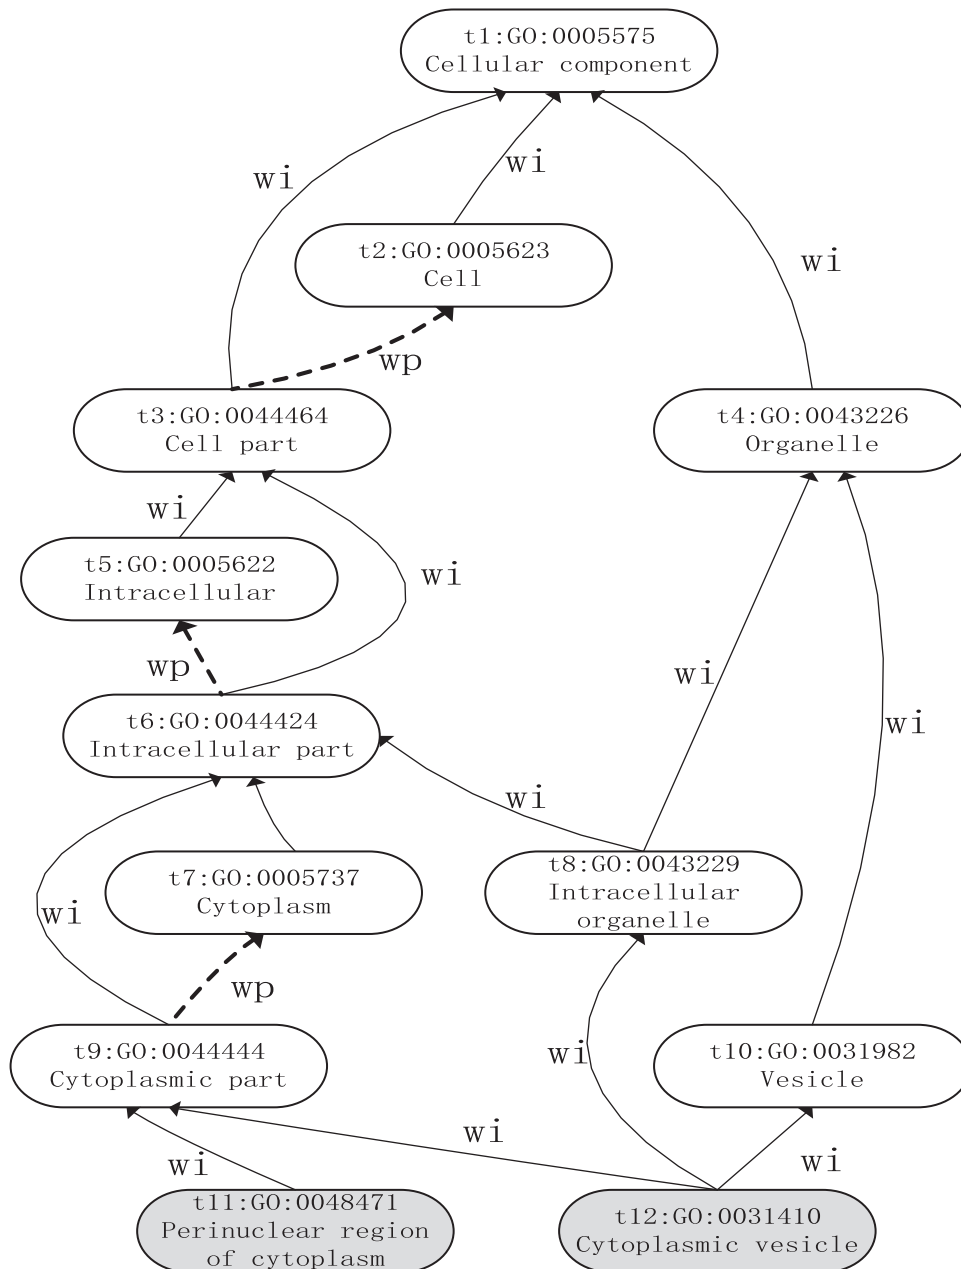 t1:GO:0005575
Cellular component
wi
wi
t2:GO:0005623
Cell
wi
wp
t3:GO:0044464
Cell part
t4:GO:0043226
Organelle
wi
t5:GO:0005622
Intracellular
wi
wp
wi
t6:GO:0044424
Intracellular part
wi
wi
t7:GO:0005737
Cytoplasm
t8:GO:0043229
Intracellular
organelle
wi
wp
t9:GO:0044444
Cytoplasmic part
wi
t10:GO:0031982
Vesicle
wi
wi
wi
t11:GO:0048471
Perinuclear region
of cytoplasm
t12:GO:0031410
Cytoplasmic vesicle